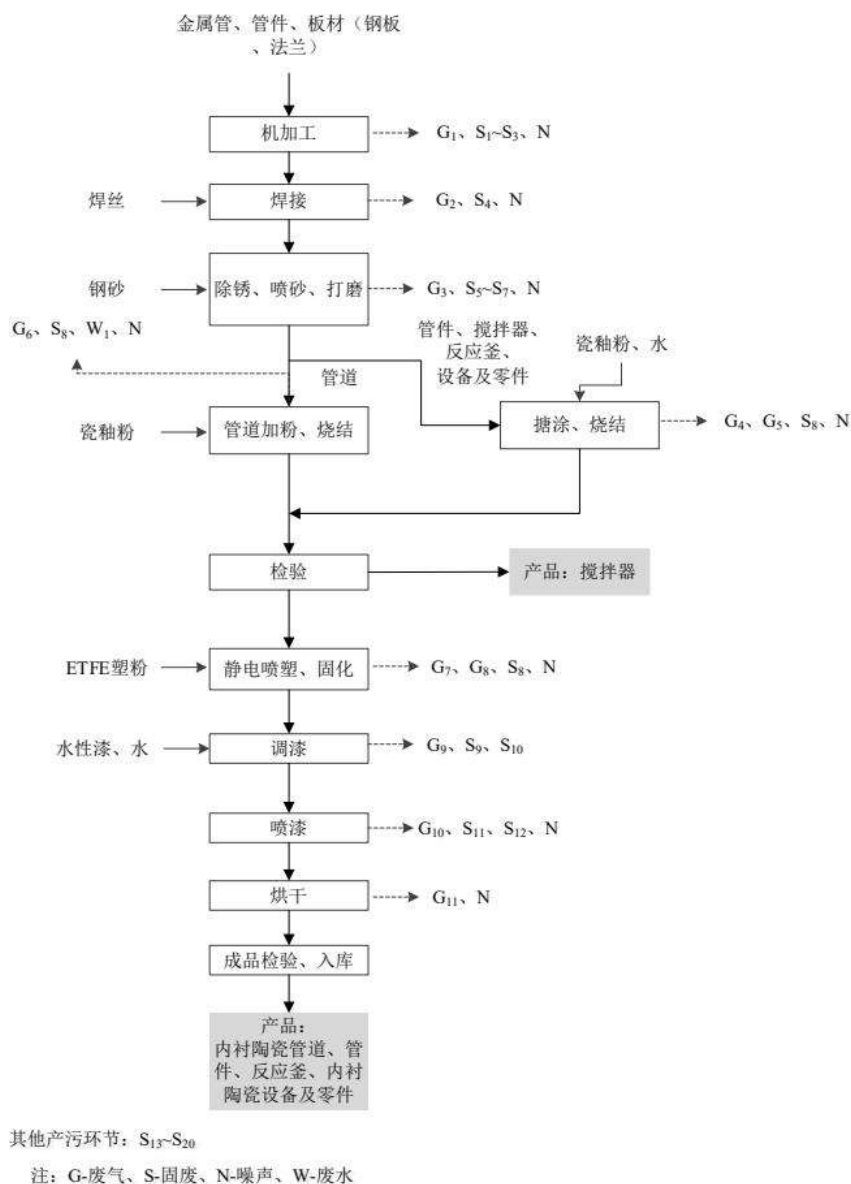 金属管、管件、板材（钢板
、法兰）
机加工
G₁、S₁~S₃、N
焊丝
焊接
G₂、S₄、N
钢砂
除锈、喷砂、打磨
G₃、S₅~S₇、N
G₆、S₈、W₁、N
管件、搅拌器、
反应釜、
设备及零件
瓷釉粉、水
管道
瓷釉粉
管道加粉、烧结
搪涂、烧结
G₄、G₅、S₈、N
检验
产品：搅拌器
ETFE塑粉
静电喷塑、固化
G₇、G₈、S₈、N
水性漆、水
调漆
G₉、S₉、S₁₀
喷漆
G₁₀、S₁₁、S₁₂、N
烘干
G₁₁、N
成品检验、入库
产品：
内衬陶瓷管道、管
件、反应釜、内衬
陶瓷设备及零件
其他产污环节：S₁₃~S₂₀
注：G-废气、S-固废、N-噪声、W-废水